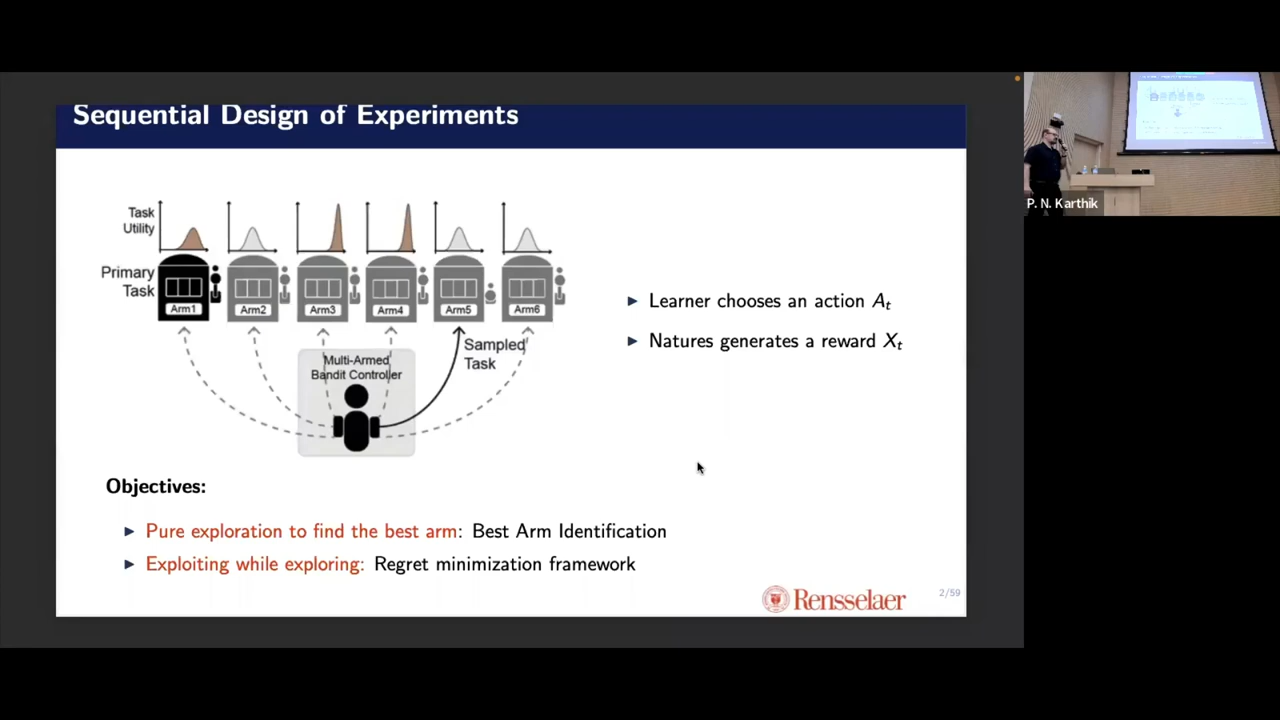 Sequential Design of Experiments
Task
Utility
Primary
Task
Arm1
Arm2
Arm3
Arm4
Arm5
Arm6
Multi-Armed
Bandit Controller
Sampled
Task
▶ Learner chooses an action Aₜ
▶ Natures generates a reward Xₜ
Objectives:
▶ Pure exploration to find the best arm: Best Arm Identification
▶ Exploiting while exploring: Regret minimization framework
Rensselaer
2/59
P. N. Karthik